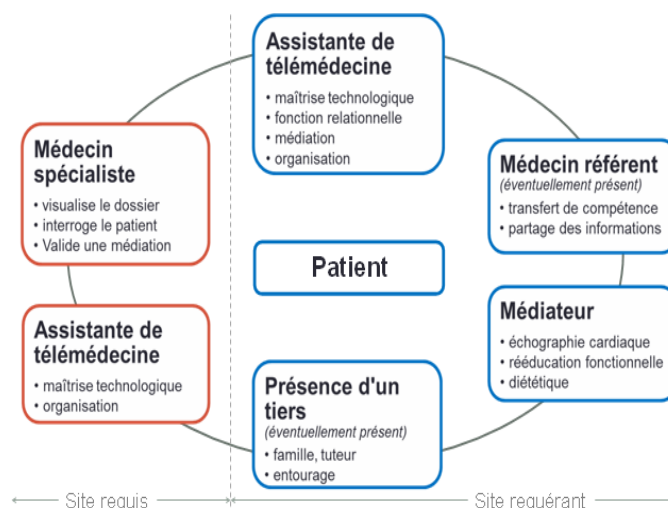 Assistante de
télémédecine
• maîtrise technologique
• fonction relationnelle
• médiation
• organisation
Médecin
spécialiste
• visualise le dossier
• interroge le patient
• Valide une médiation
Médecin référent
(éventuellement présent)
• transfert de compétence
• partage des informations
Patient
Assistante de
télémédecine
• maîtrise technologique
• organisation
Médiateur
• échographie cardiaque
• rééducation fonctionnelle
• diététique
Présence d'un
tiers
(éventuellement présent)
• famille, tuteur
• entourage
Site requis
Site requérant